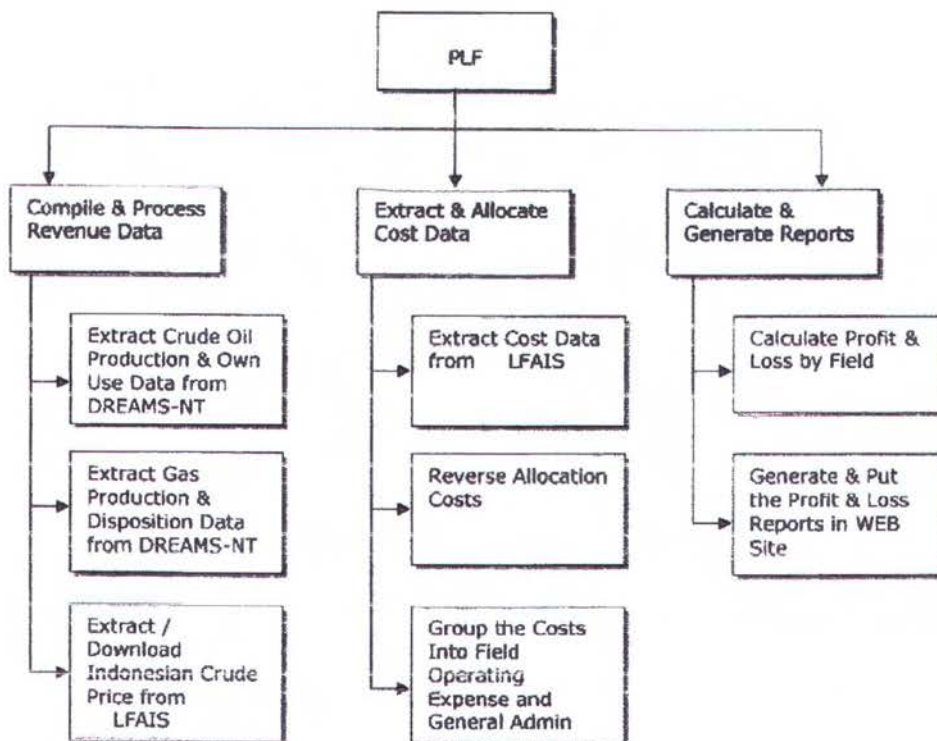 PLF
Compile & Process
Revenue Data
Extract Crude Oil
Production & Own
Use Data from
DREAMS-NT
Extract Gas
Production &
Disposition Data
from DREAMS-NT
Extract /
Download
Indonesian Crude
Price from
LFAIS
Extract & Allocate
Cost Data
Extract Cost Data
from LFAIS
Reverse Allocation
Costs
Group the Costs
Into Field
Operating
Expense and
General Admin
Calculate &
Generate Reports
Calculate Profit &
Loss by Field
Generate & Put
the Profit & Loss
Reports in WEB
Site